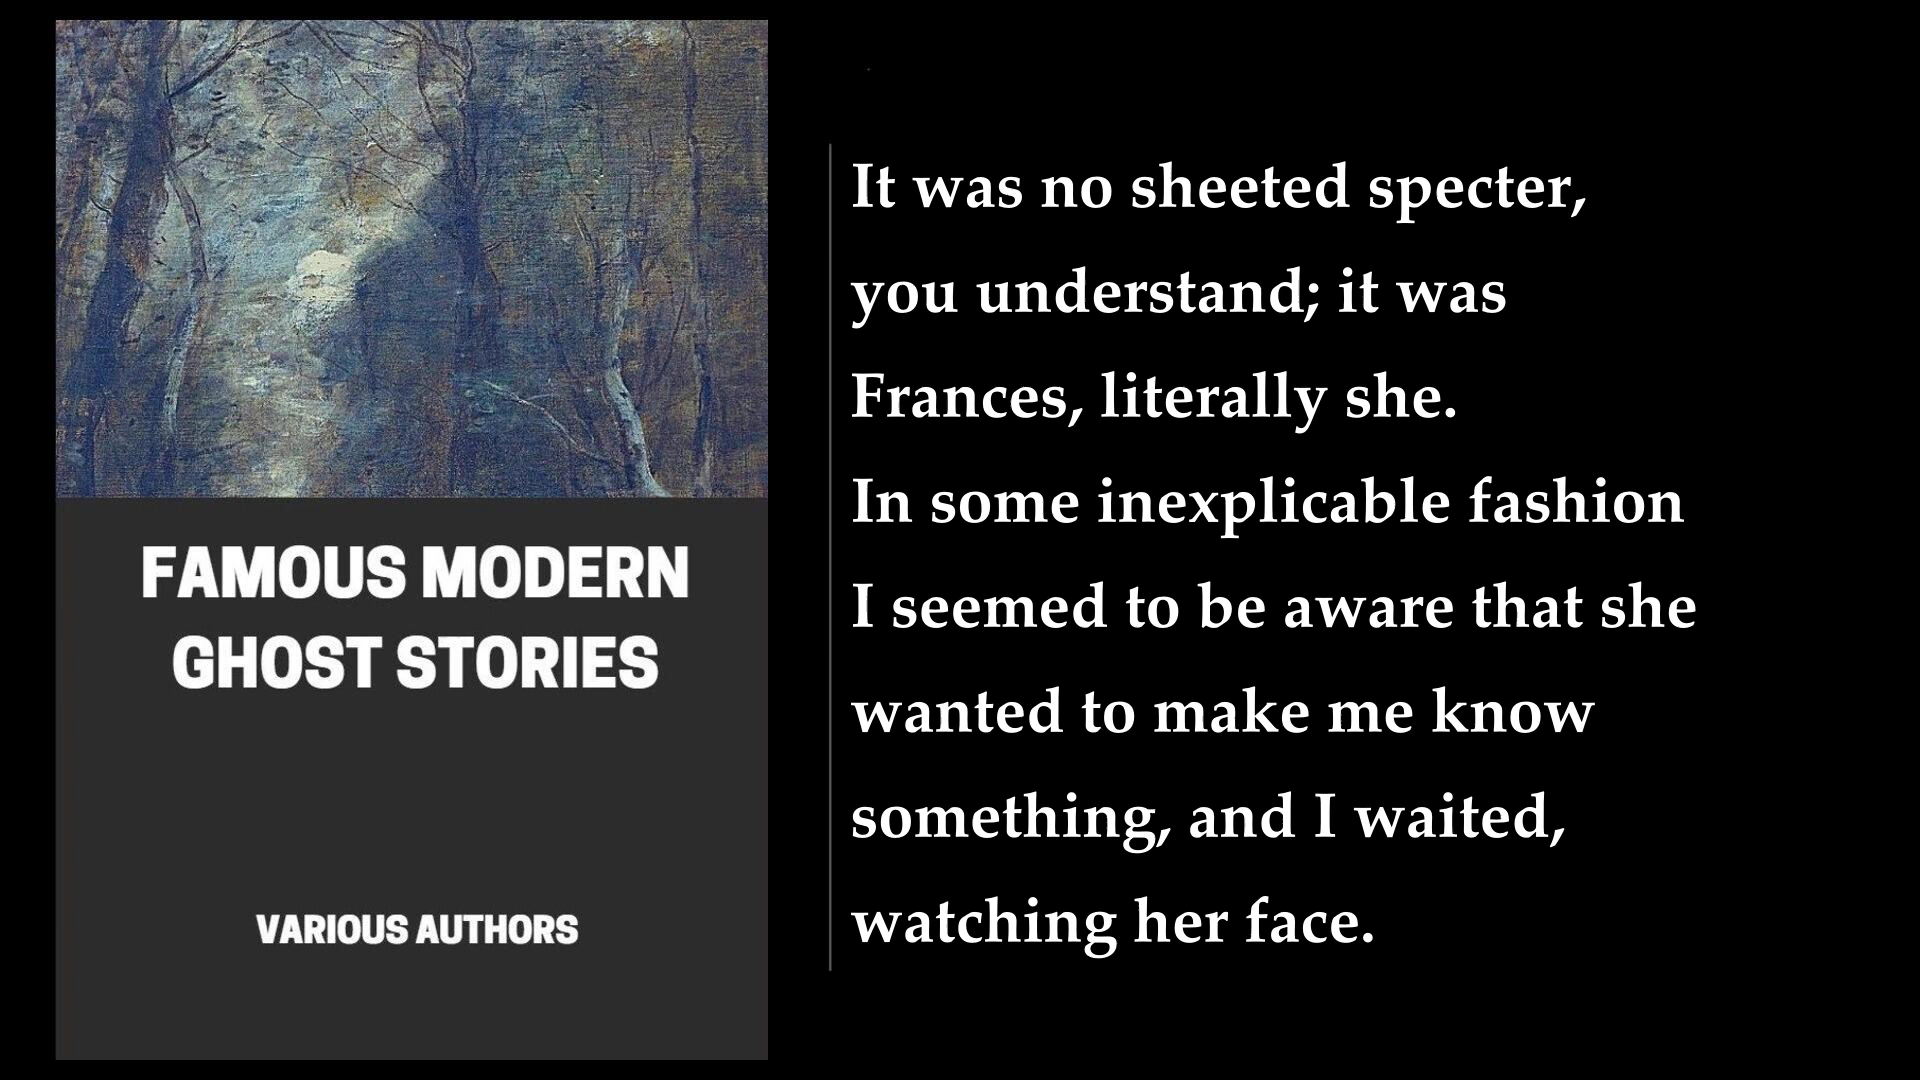 FAMOUS MODERN
GHOST STORIES
VARIOUS AUTHORS
It was no sheeted specter,
you understand; it was
Frances, literally she.
In some inexplicable fashion
I seemed to be aware that she
wanted to make me know
something, and I waited,
watching her face.